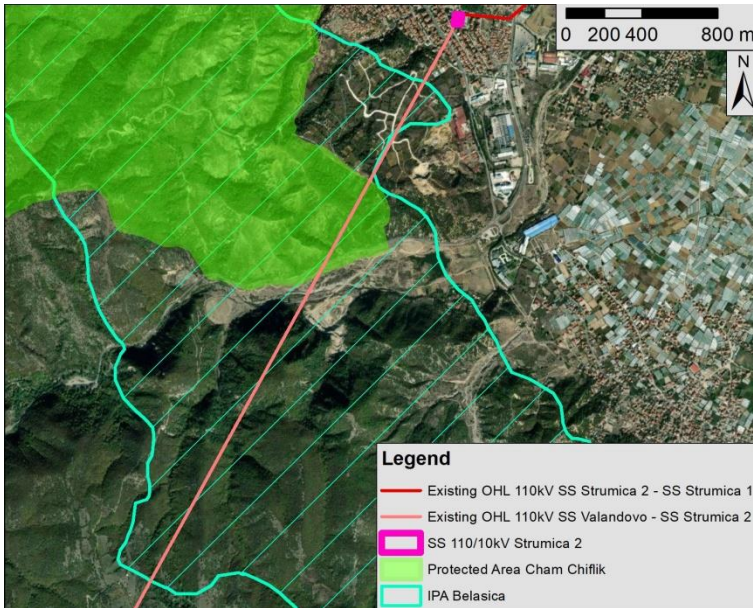 0 200 400 800 m
N
Legend
Existing OHL 110kV SS Strumica 2 - SS Strumica 1
Existing OHL 110kV SS Valandovo - SS Strumica 2
SS 110/10kV Strumica 2
Protected Area Cham Chiflik
IPA Belasica